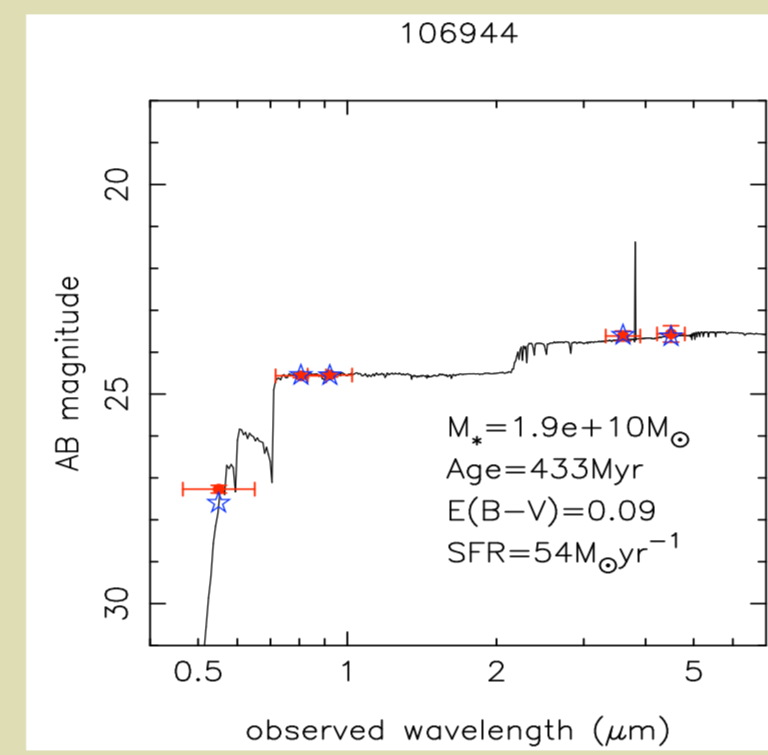 106944
20
25
30
AB magnitude
M*=1.9e+10M⊙
Age=433Myr
E(B−V)=0.09
SFR=54M⊙yr−1
0.5 1 2 5
observed wavelength (μm)